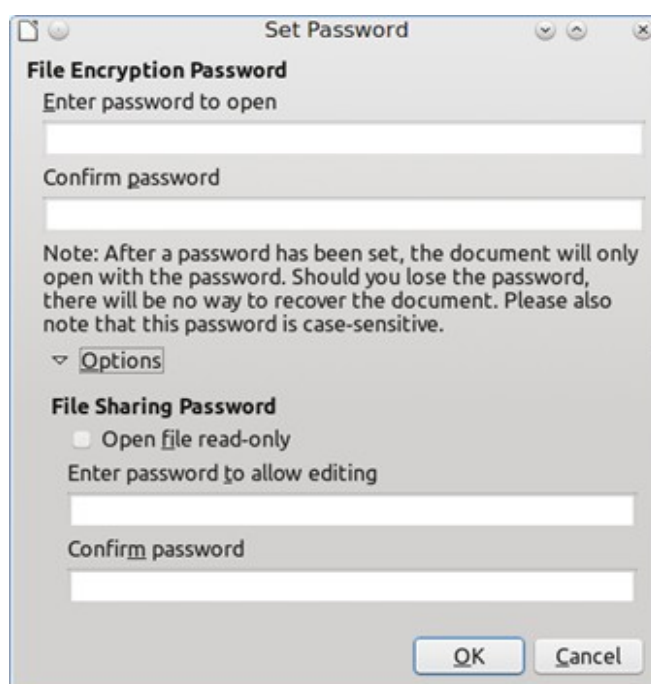 Set Password
File Encryption Password
Enter password to open
Confirm password
Note: After a password has been set, the document will only
open with the password. Should you lose the password,
there will be no way to recover the document. Please also
note that this password is case-sensitive.
Options
File Sharing Password
Open file read-only
Enter password to allow editing
Confirm password
OK Cancel